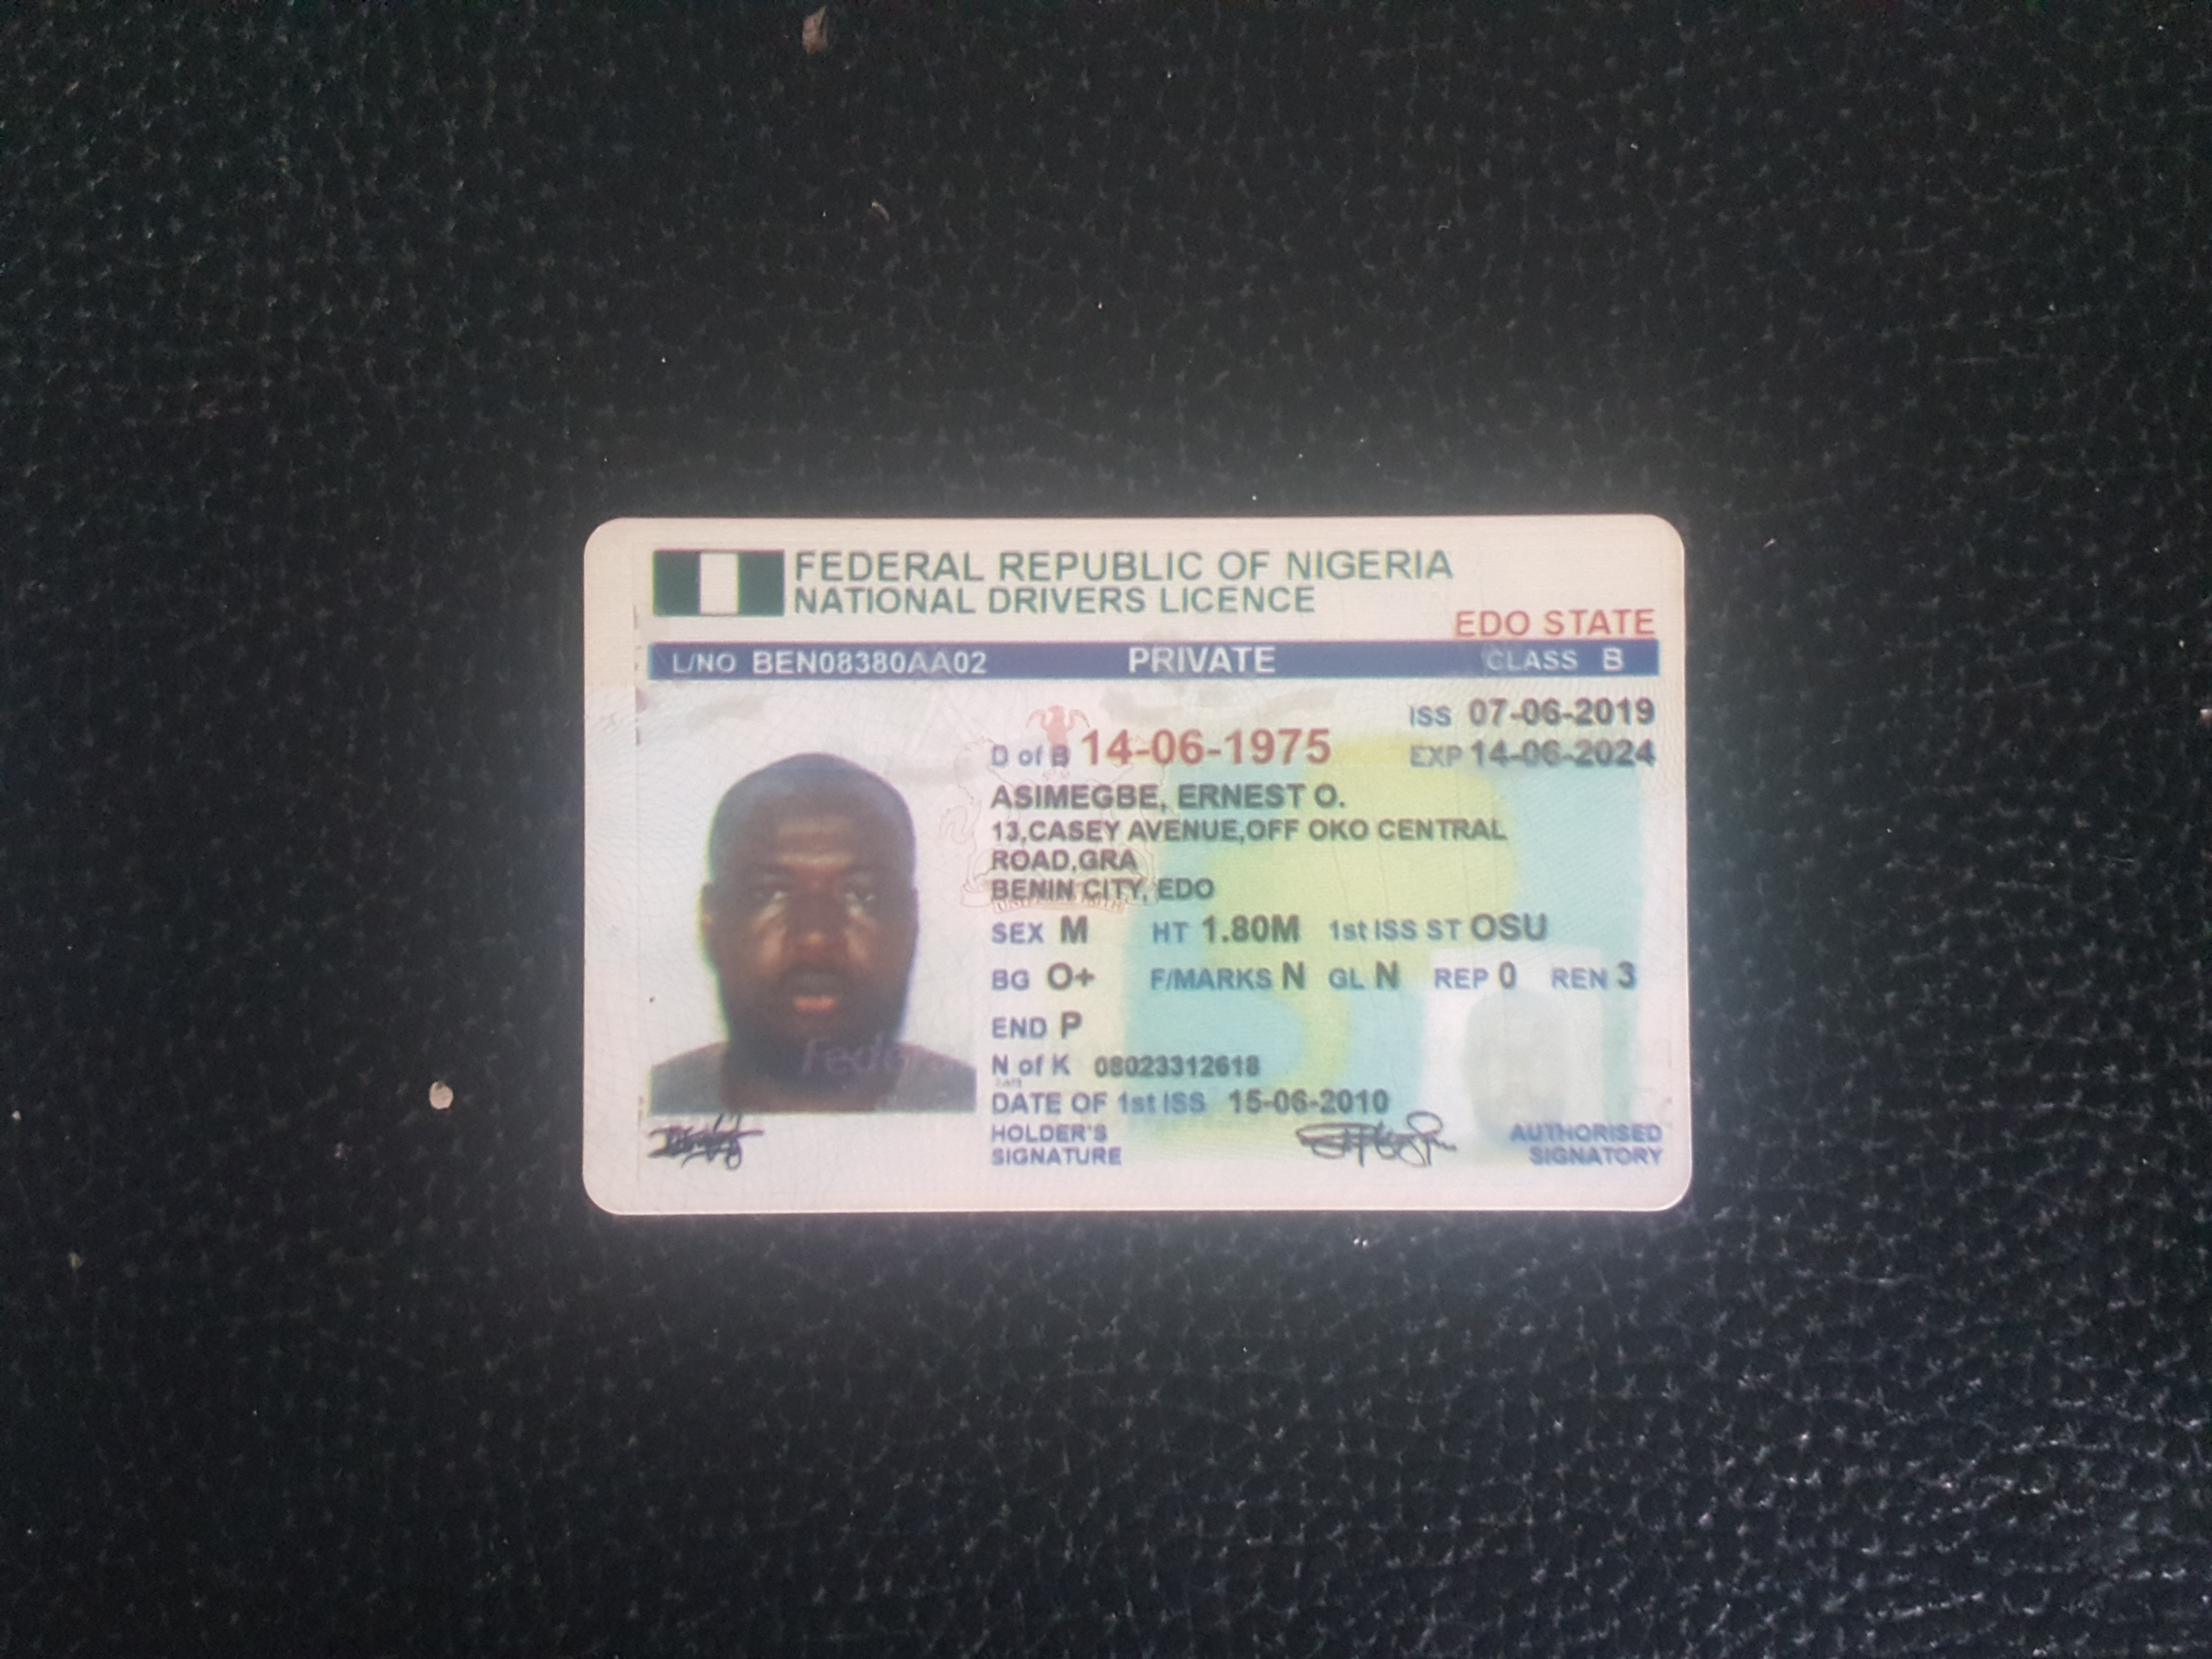 FEDERAL REPUBLIC OF NIGERIA
NATIONAL DRIVERS LICENCE
EDO STATE
L/NO BEN08380AA02 PRIVATE CLASS B
ISS 07-06-2019
D of B 14-06-1975 EXP 14-06-2024
ASIMEGBE, ERNEST O.
13,CASEY AVENUE,OFF OKO CENTRAL
ROAD,GRA
BENIN CITY, EDO
SEX M HT 1.80M 1st ISS ST OSU
BG O+ F/MARKS N GL N REP 0 REN 3
END P
N of K 08023312618
DATE OF 1st ISS 15-06-2010
HOLDER'S
SIGNATURE
AUTHORISED
SIGNATORY